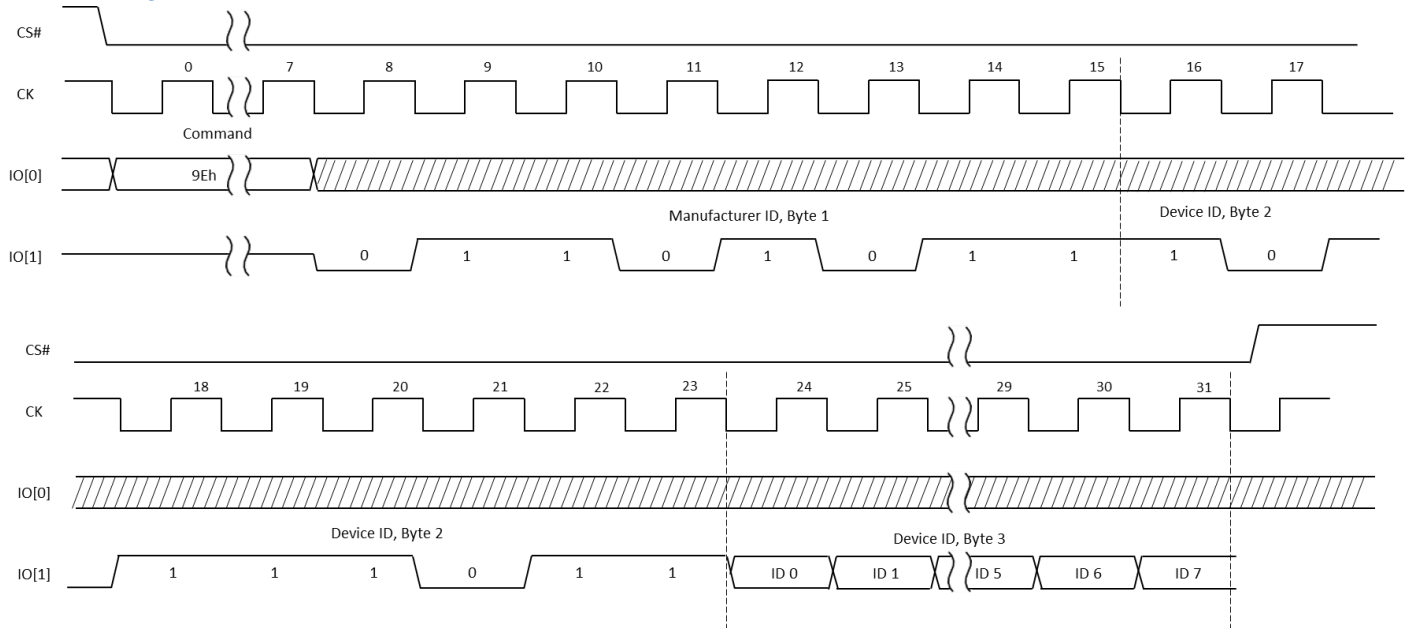 CS#
0 7 8 9 10 11 12 13 14 15 16 17
CK
Command
IO[0] 9Eh
Manufacturer ID, Byte 1 Device ID, Byte 2
IO[1] 0 1 1 0 1 0 1 1 1 0
CS#
18 19 20 21 22 23 24 25 29 30 31
CK
IO[0]
Device ID, Byte 2 Device ID, Byte 3
IO[1] 1 1 1 0 1 1 ID 0 ID 1 ID 5 ID 6 ID 7